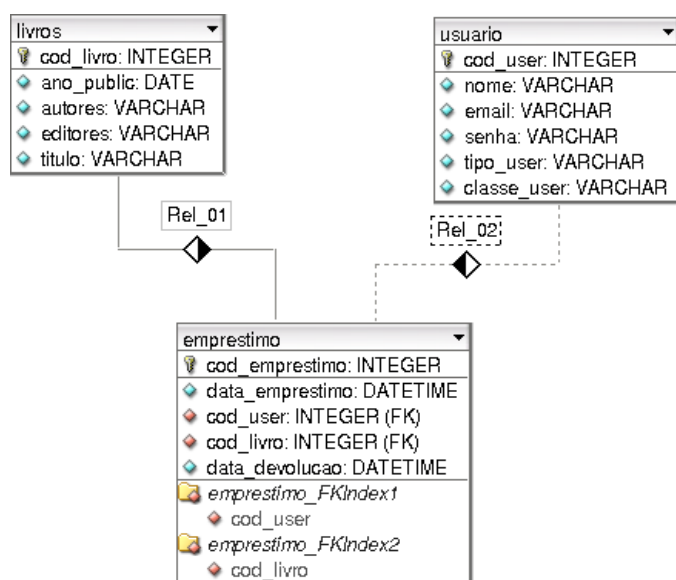 livros
cod_livro: INTEGER
ano_public: DATE
autores: VARCHAR
editores: VARCHAR
titulo: VARCHAR
usuario
cod_user: INTEGER
nome: VARCHAR
email: VARCHAR
senha: VARCHAR
tipo_user: VARCHAR
classe_user: VARCHAR
Rel_01
Rel_02
emprestimo
cod_emprestimo: INTEGER
data_emprestimo: DATETIME
cod_user: INTEGER (FK)
cod_livro: INTEGER (FK)
data_devolucao: DATETIME
emprestimo_FKIndex1
cod_user
emprestimo_FKIndex2
cod_livro